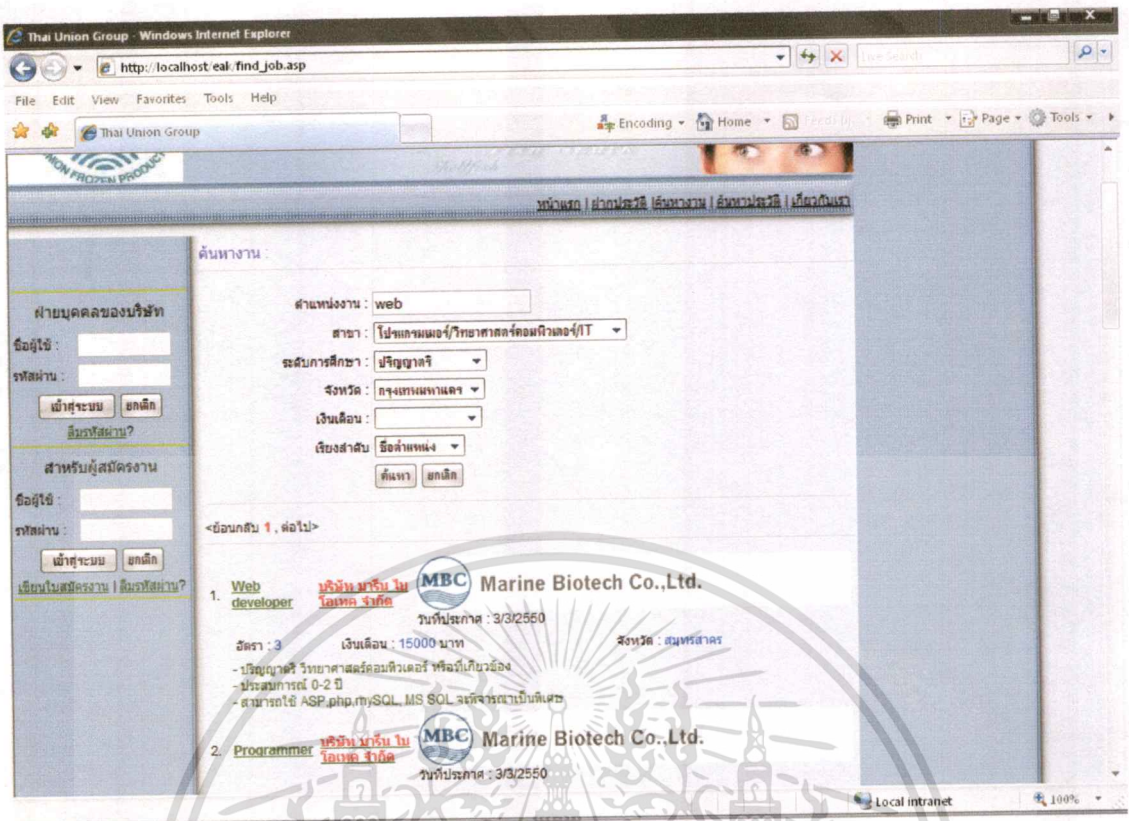 Thai Union Group - Windows Internet Explorer
http://localhost/eak/find_job.asp
Live Search
File Edit View Favorites Tools Help
Thai Union Group
Encoding Home Print Page Tools
หน้าแรก | ฝากประวัติ |ค้นหางาน | ค้นหาประวัติ | เกี่ยวกับเรา
ค้นหางาน :
ฝ่ายบุคคลของบริษัท
ชื่อผู้ใช้ :
รหัสผ่าน :
เข้าสู่ระบบ ยกเลิก
ลืมรหัสผ่าน?
สำหรับผู้สมัครงาน
ชื่อผู้ใช้ :
รหัสผ่าน :
เข้าสู่ระบบ ยกเลิก
เขียนใบสมัครงาน | ลืมรหัสผ่าน?
ตำแหน่งงาน : web
สาขา : โปรแกรมเมอร์/วิทยาศาสตร์คอมพิวเตอร์/IT
ระดับการศึกษา : ปริญญาตรี
จังหวัด : กรุงเทพมหาแคร
เงินเดือน :
เรียงลำดับ ชื่อตำแหน่ง
ค้นหา ยกเลิก
<ย้อนกลับ 1 , ต่อไป>
1. Web developer บริษัท มารีน ไบโอเทค จำกัด MBC Marine Biotech Co.,Ltd.
วันที่ประกาศ : 3/3/2550
อัตรา : 3 เงินเดือน : 15000 บาท จังหวัด : สมุทรสาคร
- ปริญญาตรี วิทยาศาสตร์คอมพิวเตอร์ หรือที่เกี่ยวข้อง
- ประสบการณ์ 0-2 ปี
- สามารถใช้ ASP,php,mySQL, MS SQL จะพิจารณาเป็นพิเศษ
2. Programmer บริษัท มารีน ไบโอเทค จำกัด MBC Marine Biotech Co.,Ltd.
วันที่ประกาศ : 3/3/2550
Local intranet 100%